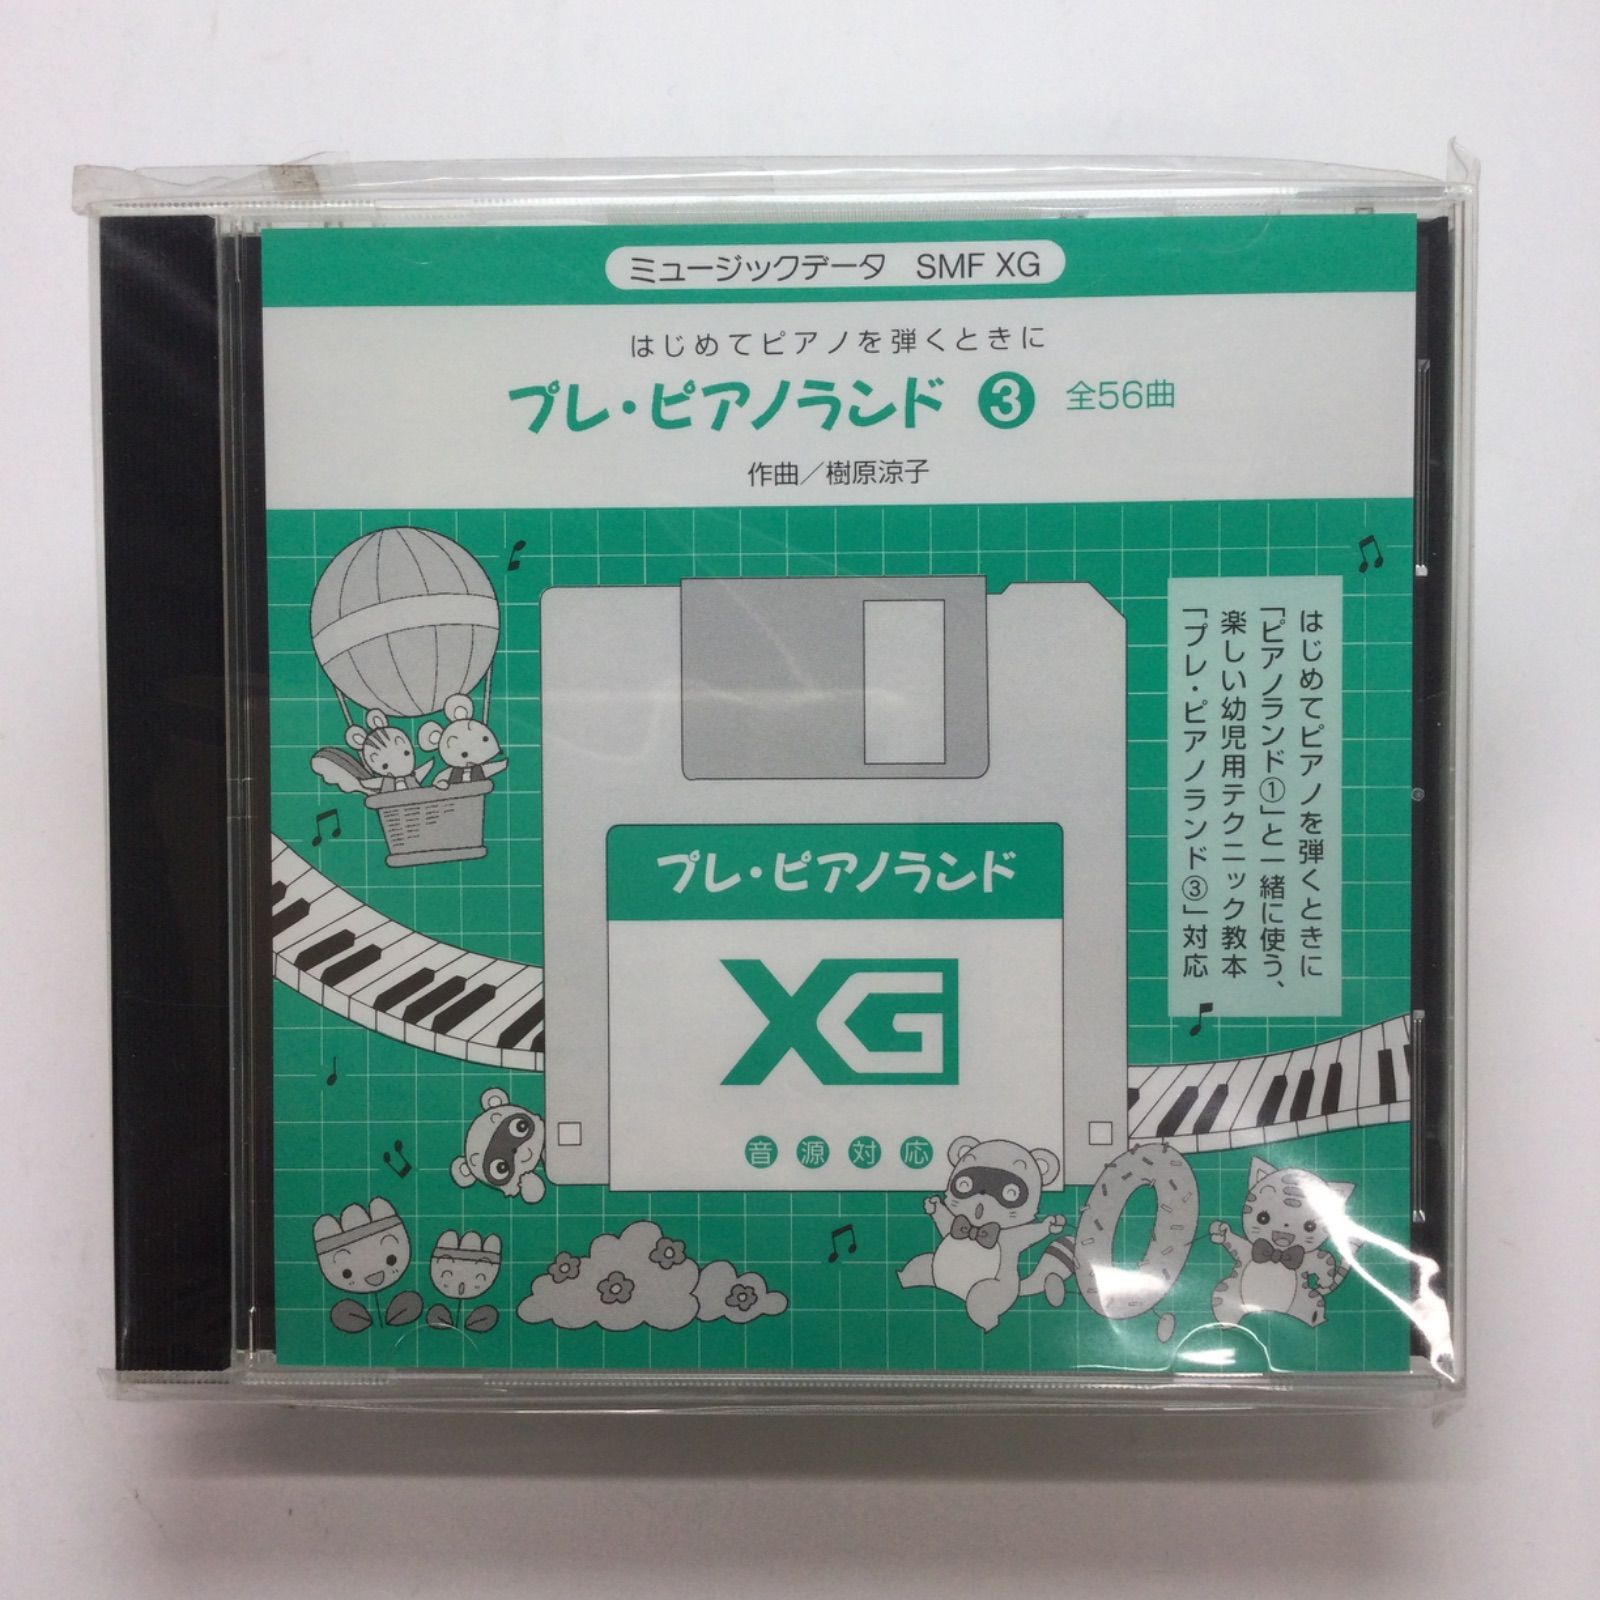 ミュージックデータ SMF XG
はじめてピアノを弾くときに
プレ・ピアノランド 3 全56曲
作曲／樹原涼子
はじめてピアノを弾くときに
「ピアノランド①」と一緒に使う、
楽しい幼児用テクニック教本
「プレ・ピアノランド③」対応
プレ・ピアノランド
XG
音源対応